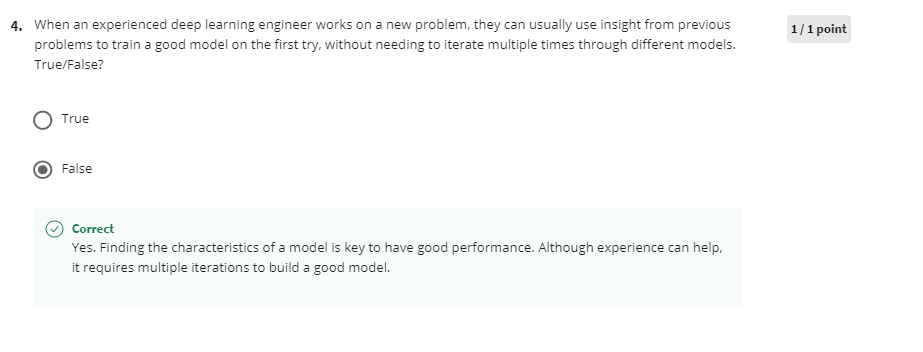 4. When an experienced deep learning engineer works on a new problem, they can usually use insight from previous
1 / 1 point
problems to train a good model on the first try, without needing to iterate multiple times through different models.
True/False?
True
False
Correct
Yes. Finding the characteristics of a model is key to have good performance. Although experience can help,
it requires multiple iterations to build a good model.